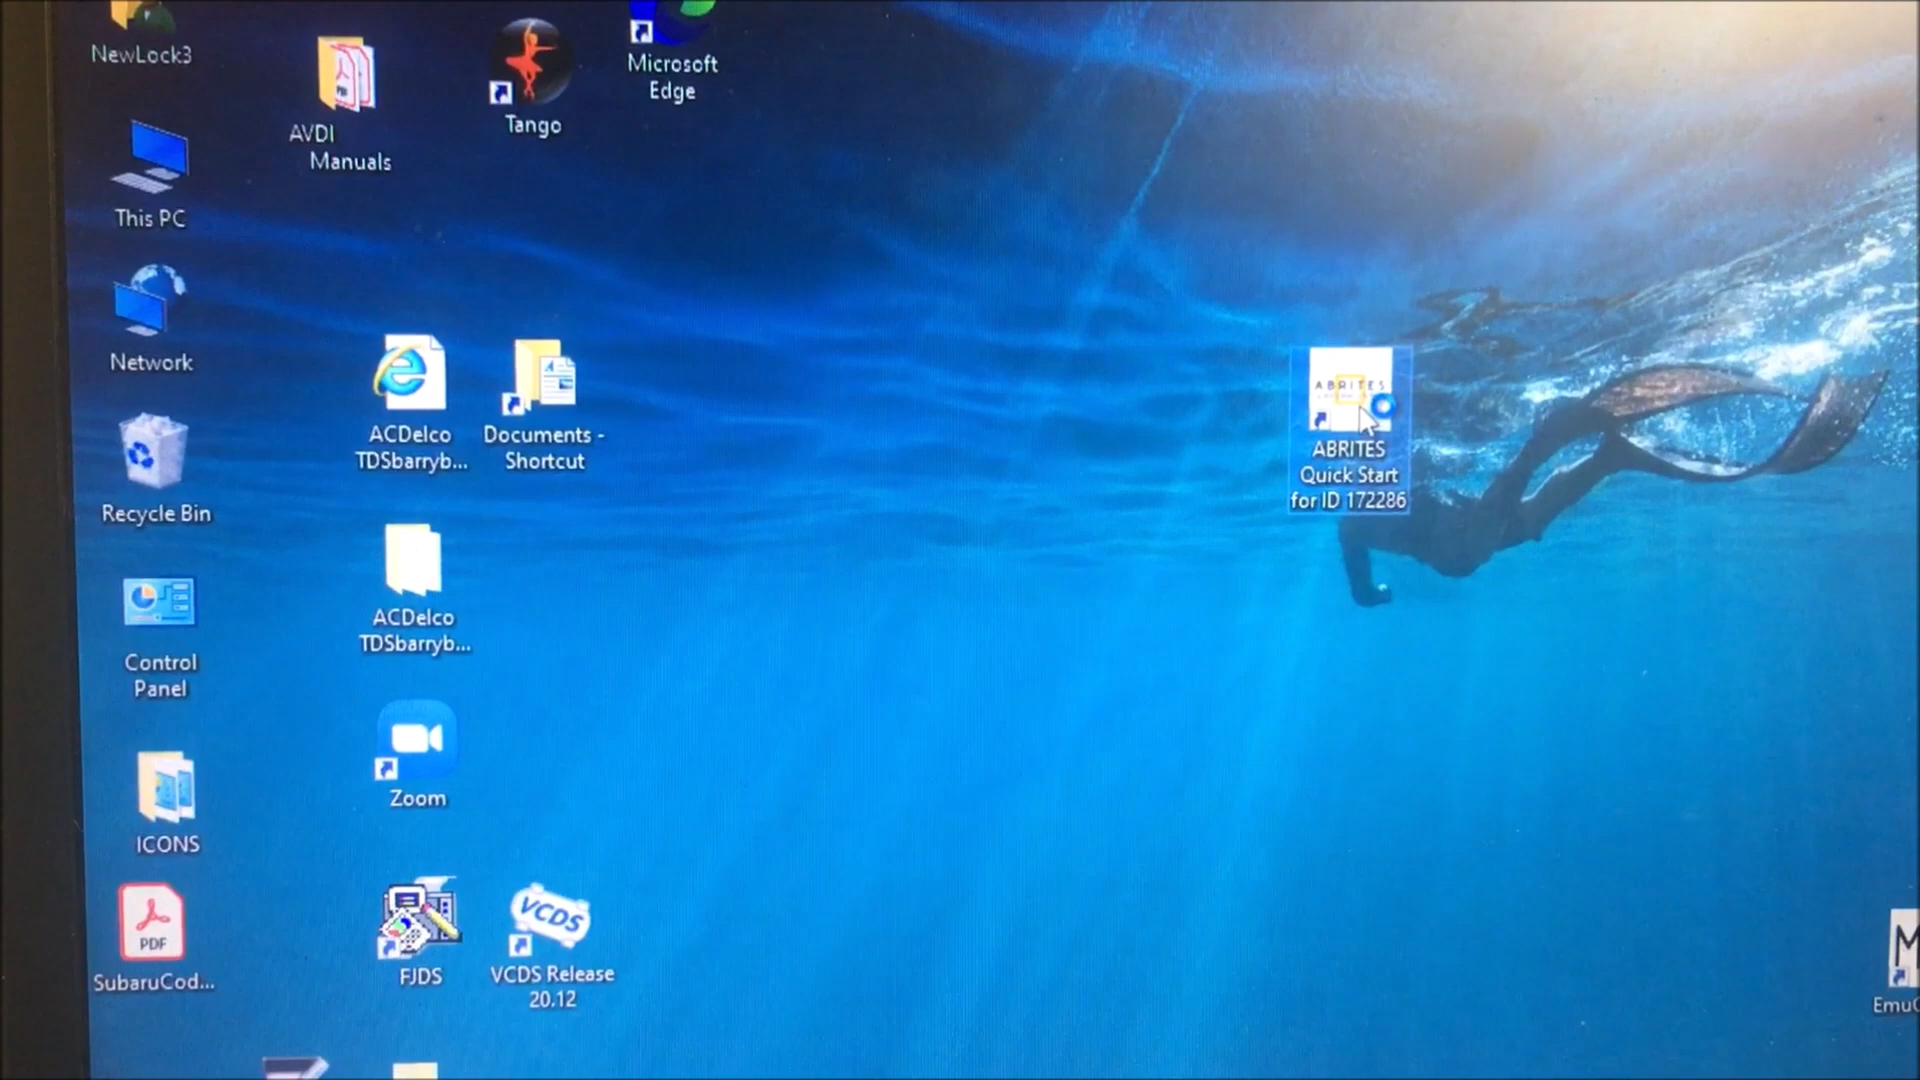 NewLock3
AVDI
Manuals
Tango
Microsoft
Edge
This PC
Network
ACDelco
TDSbarryb...
Documents -
Shortcut
ABRITES
ABRITES
Quick Start
for ID 172286
Recycle Bin
ACDelco
TDSbarryb...
Control
Panel
Zoom
ICONS
PDF
SubaruCod...
FJDS
VCDS
VCDS Release
20.12
M